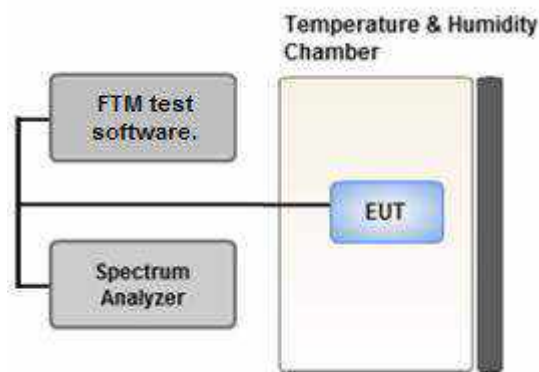 Temperature & Humidity
Chamber
FTM test
software.
EUT
Spectrum
Analyzer